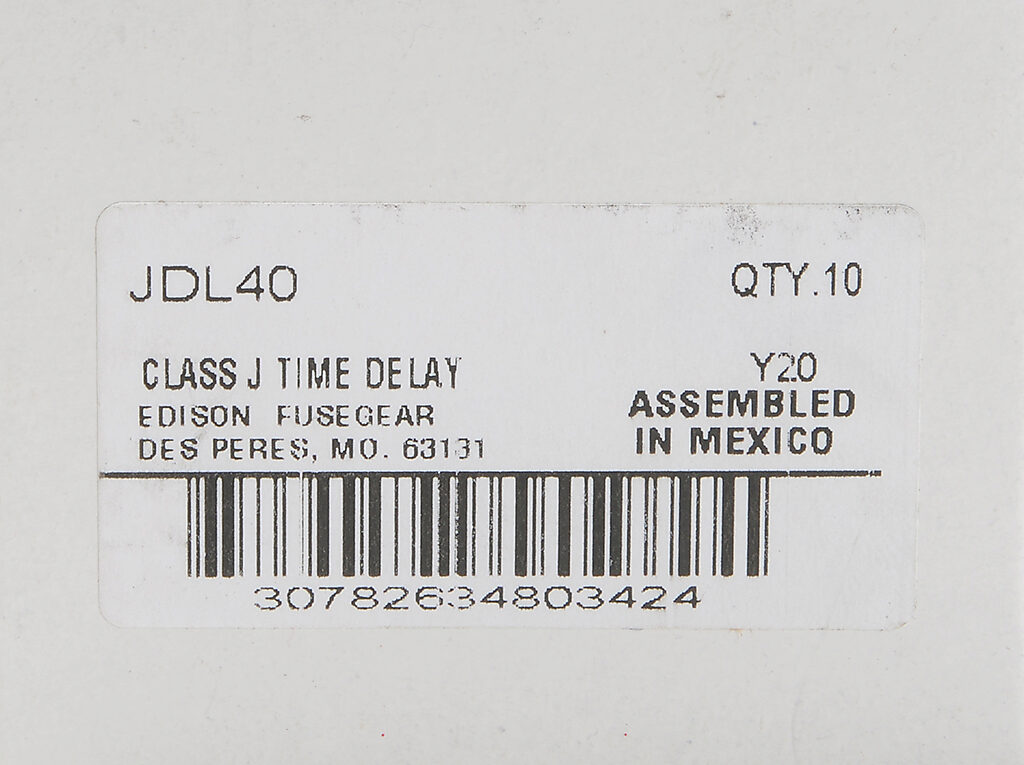 JDL40 QTY.10
CLASS J TIME DELAY Y20
EDISON FUSEGEAR ASSEMBLED
DES PERES, MO. 63131 IN MEXICO
30782634803424